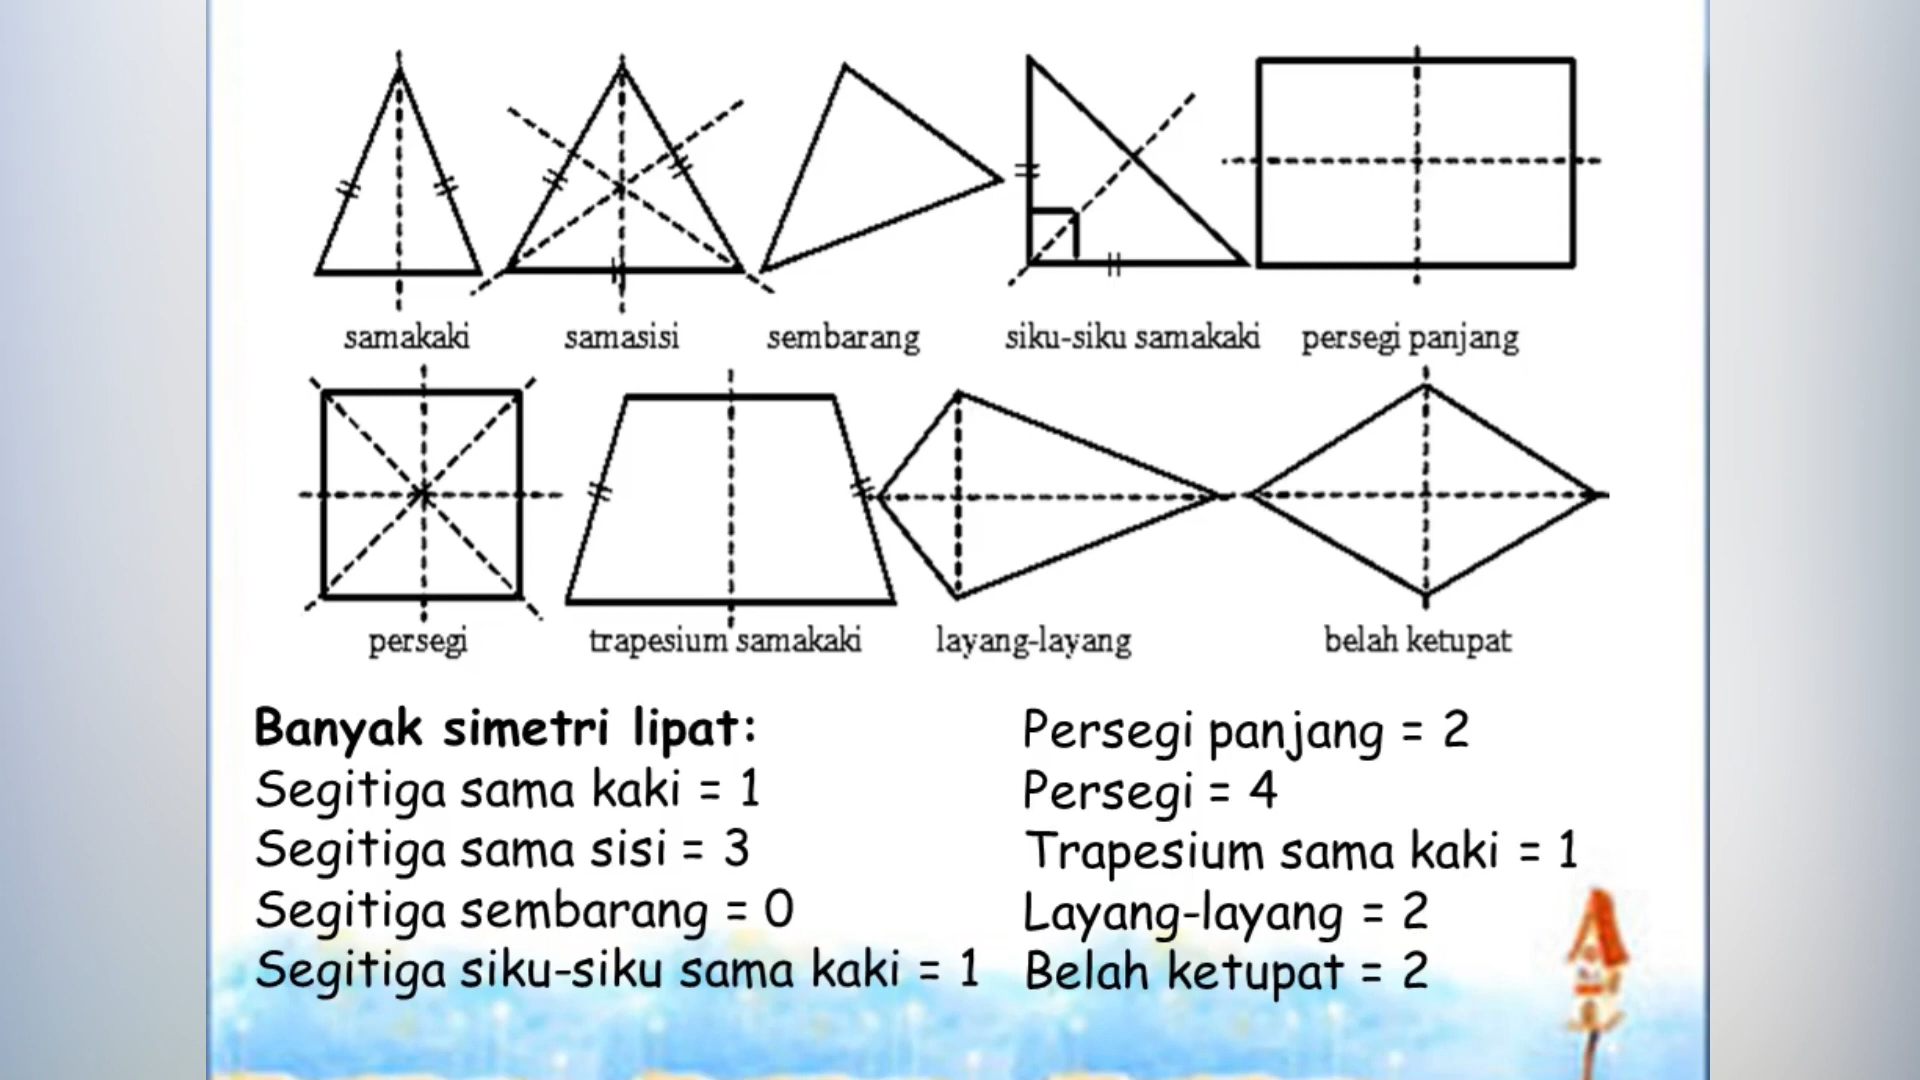 samakaki
samasisi
sembarang
siku-siku samakaki
persegi panjang
persegi
trapesium samakaki
layang-layang
belah ketupat
Banyak simetri lipat:
Segitiga sama kaki = 1
Segitiga sama sisi = 3
Segitiga sembarang = 0
Segitiga siku-siku sama kaki = 1
Persegi panjang = 2
Persegi = 4
Trapesium sama kaki = 1
Layang-layang = 2
Belah ketupat = 2